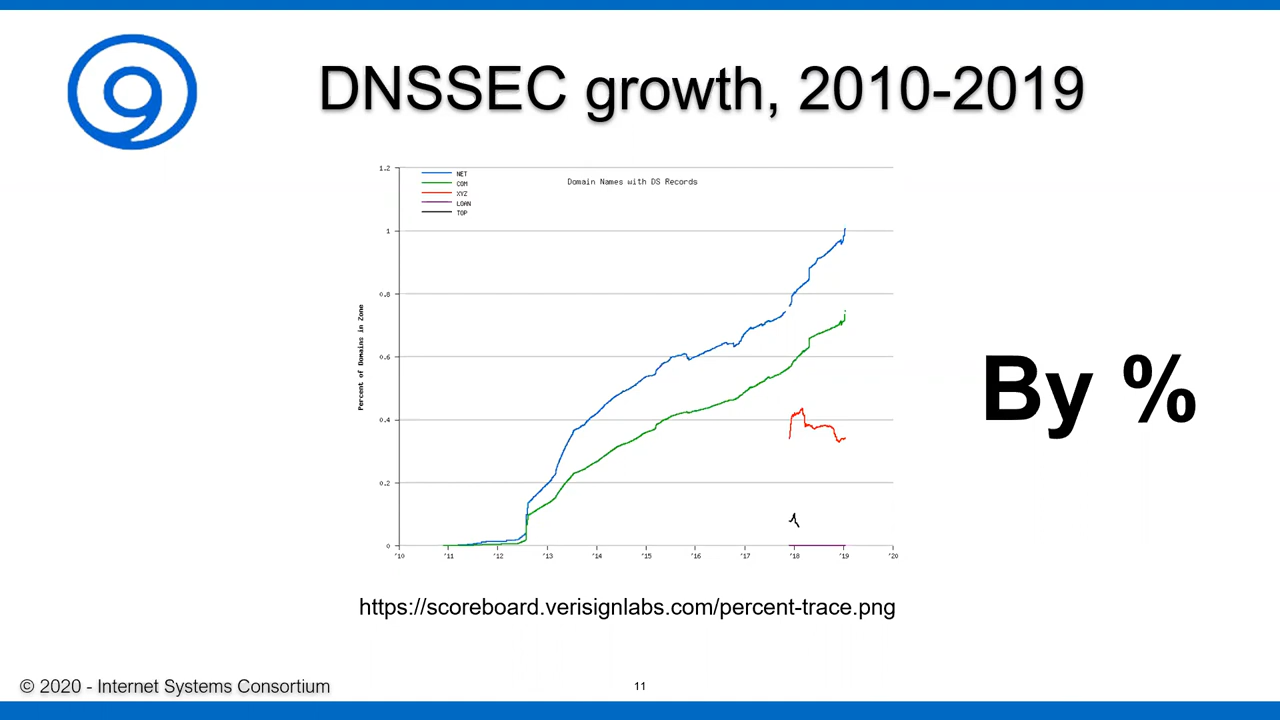 DNSSEC growth, 2010-2019
Domain Names with DS Records
NET
COM
XYZ
LOAN
TOP
Percent of Domains in Zone
1.2
1
0.8
0.6
0.4
0.2
0
'10 '11 '12 '13 '14 '15 '16 '17 '18 '19 '20
By %
https://scoreboard.verisignlabs.com/percent-trace.png
© 2020 - Internet Systems Consortium
11